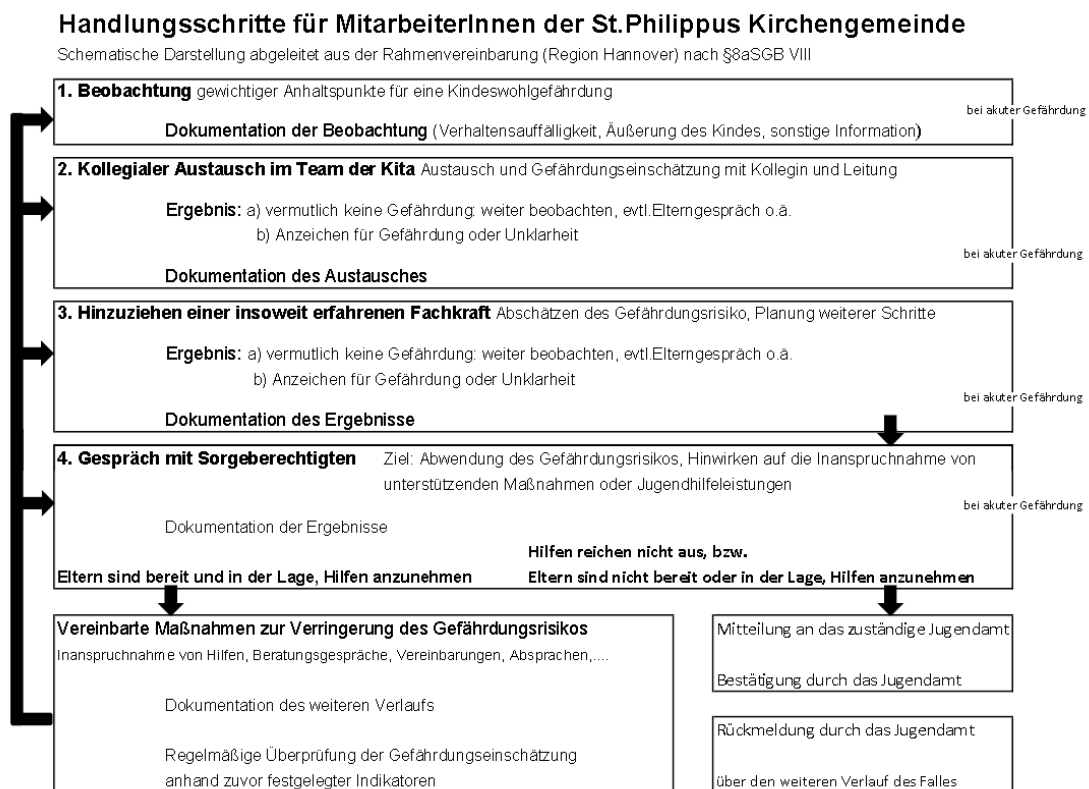 Handlungsschritte für MitarbeiterInnen der St.Philippus Kirchengemeinde
Schematische Darstellung abgeleitet aus der Rahmenvereinbarung (Region Hannover) nach §8aSGB VIII
1. Beobachtung gewichtiger Anhaltspunkte für eine Kindeswohlgefährdung
bei akuter Gefährdung
Dokumentation der Beobachtung (Verhaltensauffälligkeit, Äußerung des Kindes, sonstige Information)
2. Kollegialer Austausch im Team der Kita Austausch und Gefährdungseinschätzung mit Kollegin und Leitung
Ergebnis: a) vermutlich keine Gefährdung: weiter beobachten, evtl.Elterngespräch o.ä.
b) Anzeichen für Gefährdung oder Unklarheit
bei akuter Gefährdung
Dokumentation des Austausches
3. Hinzuziehen einer insoweit erfahrenen Fachkraft Abschätzen des Gefährdungsrisiko, Planung weiterer Schritte
Ergebnis: a) vermutlich keine Gefährdung: weiter beobachten, evtl.Elterngespräch o.ä.
b) Anzeichen für Gefährdung oder Unklarheit
bei akuter Gefährdung
Dokumentation des Ergebnisse
4. Gespräch mit Sorgeberechtigten Ziel: Abwendung des Gefährdungsrisikos, Hinwirken auf die Inanspruchnahme von
unterstützenden Maßnahmen oder Jugendhilfeleistungen
bei akuter Gefährdung
Dokumentation der Ergebnisse
Hilfen reichen nicht aus, bzw.
Eltern sind bereit und in der Lage, Hilfen anzunehmen
Eltern sind nicht bereit oder in der Lage, Hilfen anzunehmen
Vereinbarte Maßnahmen zur Verringerung des Gefährdungsrisikos
Inanspruchnahme von Hilfen, Beratungsgespräche, Vereinbarungen, Absprachen,....
Dokumentation des weiteren Verlaufs
Regelmäßige Überprüfung der Gefährdungseinschätzung
anhand zuvor festgelegter Indikatoren
Mitteilung an das zuständige Jugendamt
Bestätigung durch das Jugendamt
Rückmeldung durch das Jugendamt
über den weiteren Verlauf des Falles